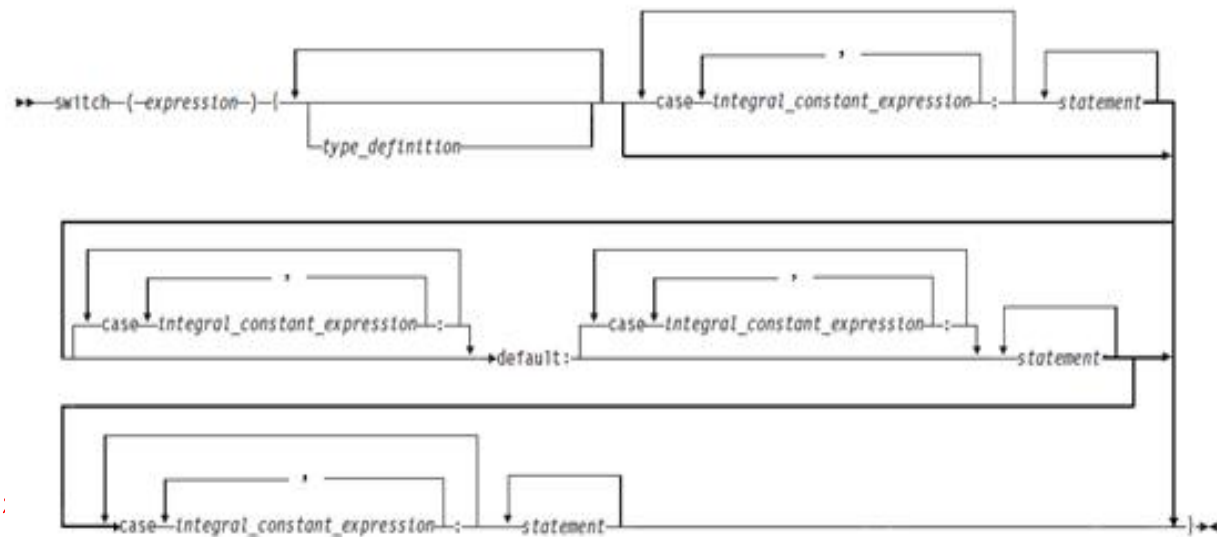 ,
switch ( expression ) { case integral_constant_expression : statement
type_definition
, ,
case integral_constant_expression : case integral_constant_expression :
default: statement
,
case integral_constant_expression : statement }